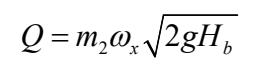 Q = m₂ωₓ√(2gH_b)